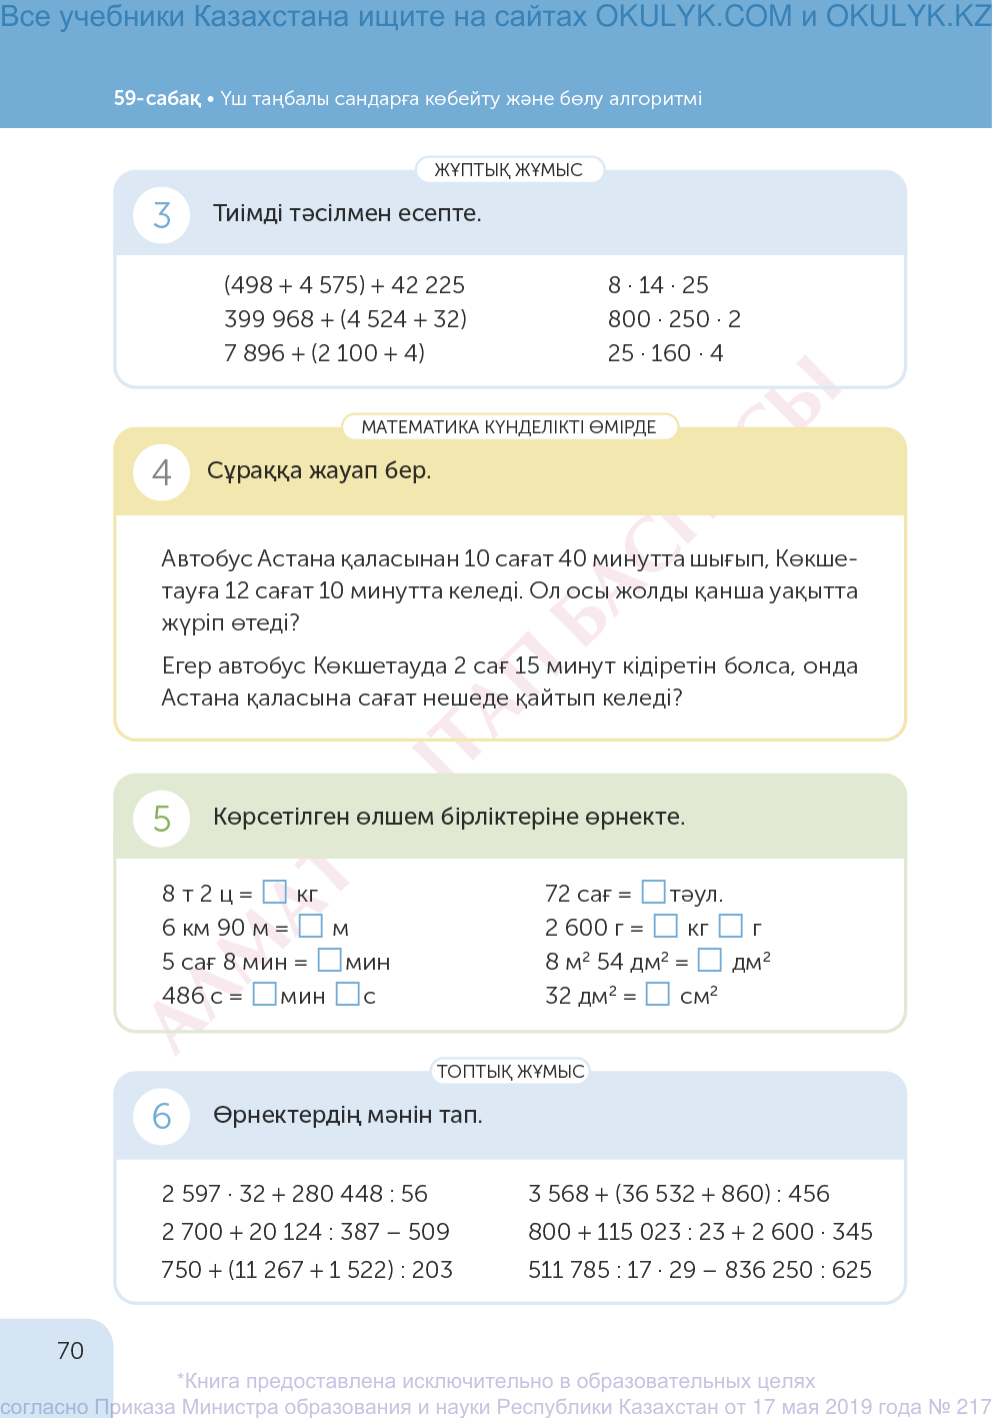 Все учебники Казахстана ищите на сайтах OKULYK.COM и OKULYK.KZ
59-сабақ • Үш таңбалы сандарға көбейту және бөлу алгоритмі
ЖҰПТЫҚ ЖҰМЫС
3 Тиімді тәсілмен есепте.
(498 + 4 575) + 42 225
399 968 + (4 524 + 32)
7 896 + (2 100 + 4)
8 · 14 · 25
800 · 250 · 2
25 · 160 · 4
МАТЕМАТИКА КҮНДЕЛІКТІ ӨМІРДЕ
4 Сұраққа жауап бер.
Автобус Астана қаласынан 10 сағат 40 минутта шығып, Көкше-
тауға 12 сағат 10 минутта келеді. Ол осы жолды қанша уақытта
жүріп өтеді?
Егер автобус Көкшетауда 2 сағ 15 минут кідіретін болса, онда
Астана қаласына сағат нешеде қайтып келеді?
5 Көрсетілген өлшем бірліктеріне өрнекте.
8 т 2 ц = □ кг
6 км 90 м = □ м
5 сағ 8 мин = □ мин
486 с = □ мин □ с
72 сағ = □ тәул.
2 600 г = □ кг □ г
8 м² 54 дм² = □ дм²
32 дм² = □ см²
ТОПТЫҚ ЖҰМЫС
6 Өрнектердің мәнін тап.
2 597 · 32 + 280 448 : 56
2 700 + 20 124 : 387 – 509
750 + (11 267 + 1 522) : 203
3 568 + (36 532 + 860) : 456
800 + 115 023 : 23 + 2 600 · 345
511 785 : 17 · 29 – 836 250 : 625
70
*Книга предоставлена исключительно в образовательных целях
согласно Приказа Министра образования и науки Республики Казахстан от 17 мая 2019 года № 217